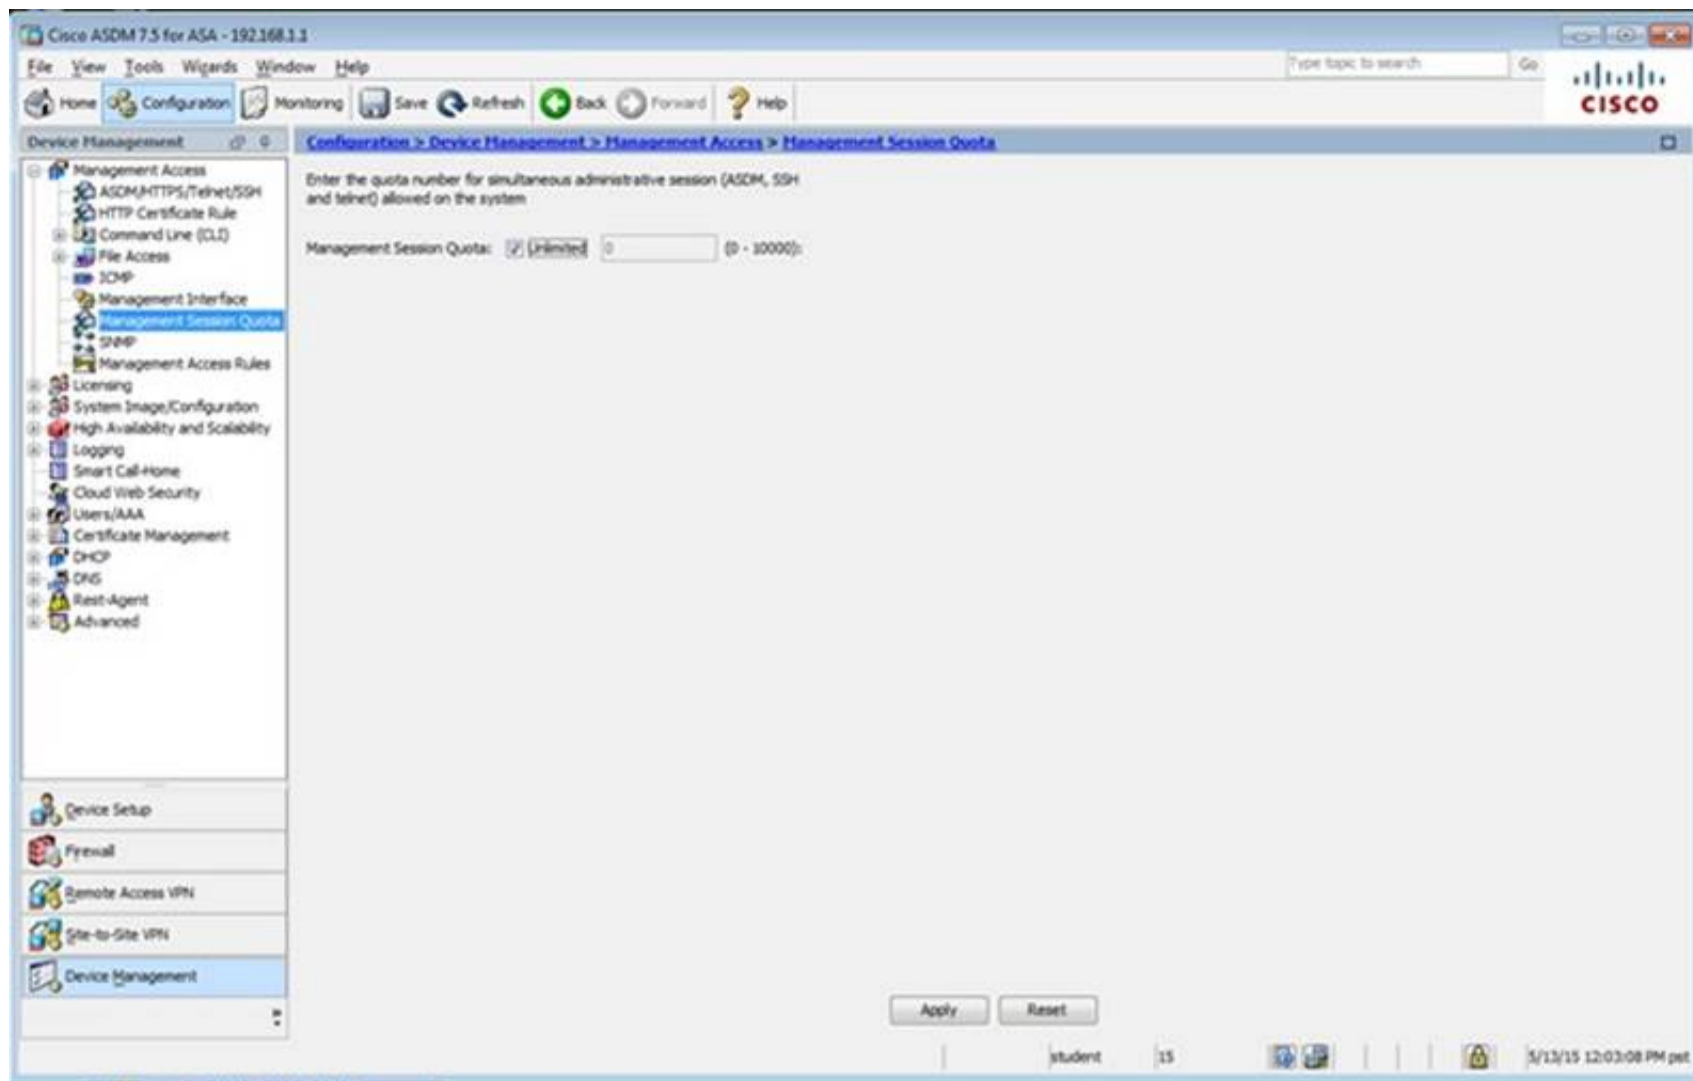 Cisco ASDM 7.5 for ASA - 192.168.1.1
File View Tools Wizards Window Help
Type topic to search Go
Home Configuration Monitoring Save Refresh Back Forward Help
CISCO
Device Management
Configuration > Device Management > Management Access > Management Session Quota
Management Access
ASDM/HTTPS/Telnet/SSH
HTTP Certificate Rule
Command Line (CLI)
File Access
ICMP
Management Interface
Management Session Quota
SNMP
Management Access Rules
Licensing
System Image/Configuration
High Availability and Scalability
Logging
Smart Call-Home
Cloud Web Security
Users/AAA
Certificate Management
DHCP
DNS
Rest-Agent
Advanced
Enter the quota number for simultaneous administrative session (ASDM, SSH
and telnet) allowed on the system
Management Session Quota: Unlimited 0 (0 - 10000):
Device Setup
Firewall
Remote Access VPN
Site-to-Site VPN
Device Management
Apply Reset
student 15 5/13/15 12:03:08 PM pst